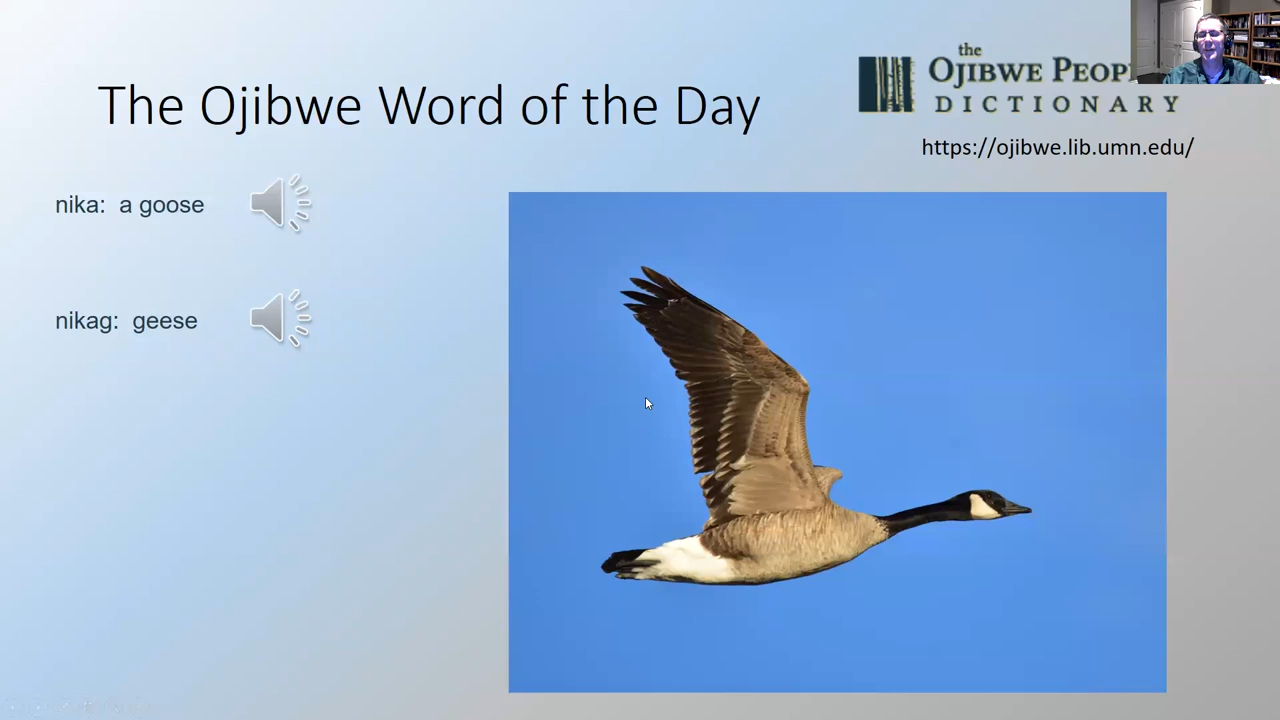 The Ojibwe Word of the Day
the
OJIBWE PEOP
DICTIONARY
https://ojibwe.lib.umn.edu/
nika: a goose
nikag: geese